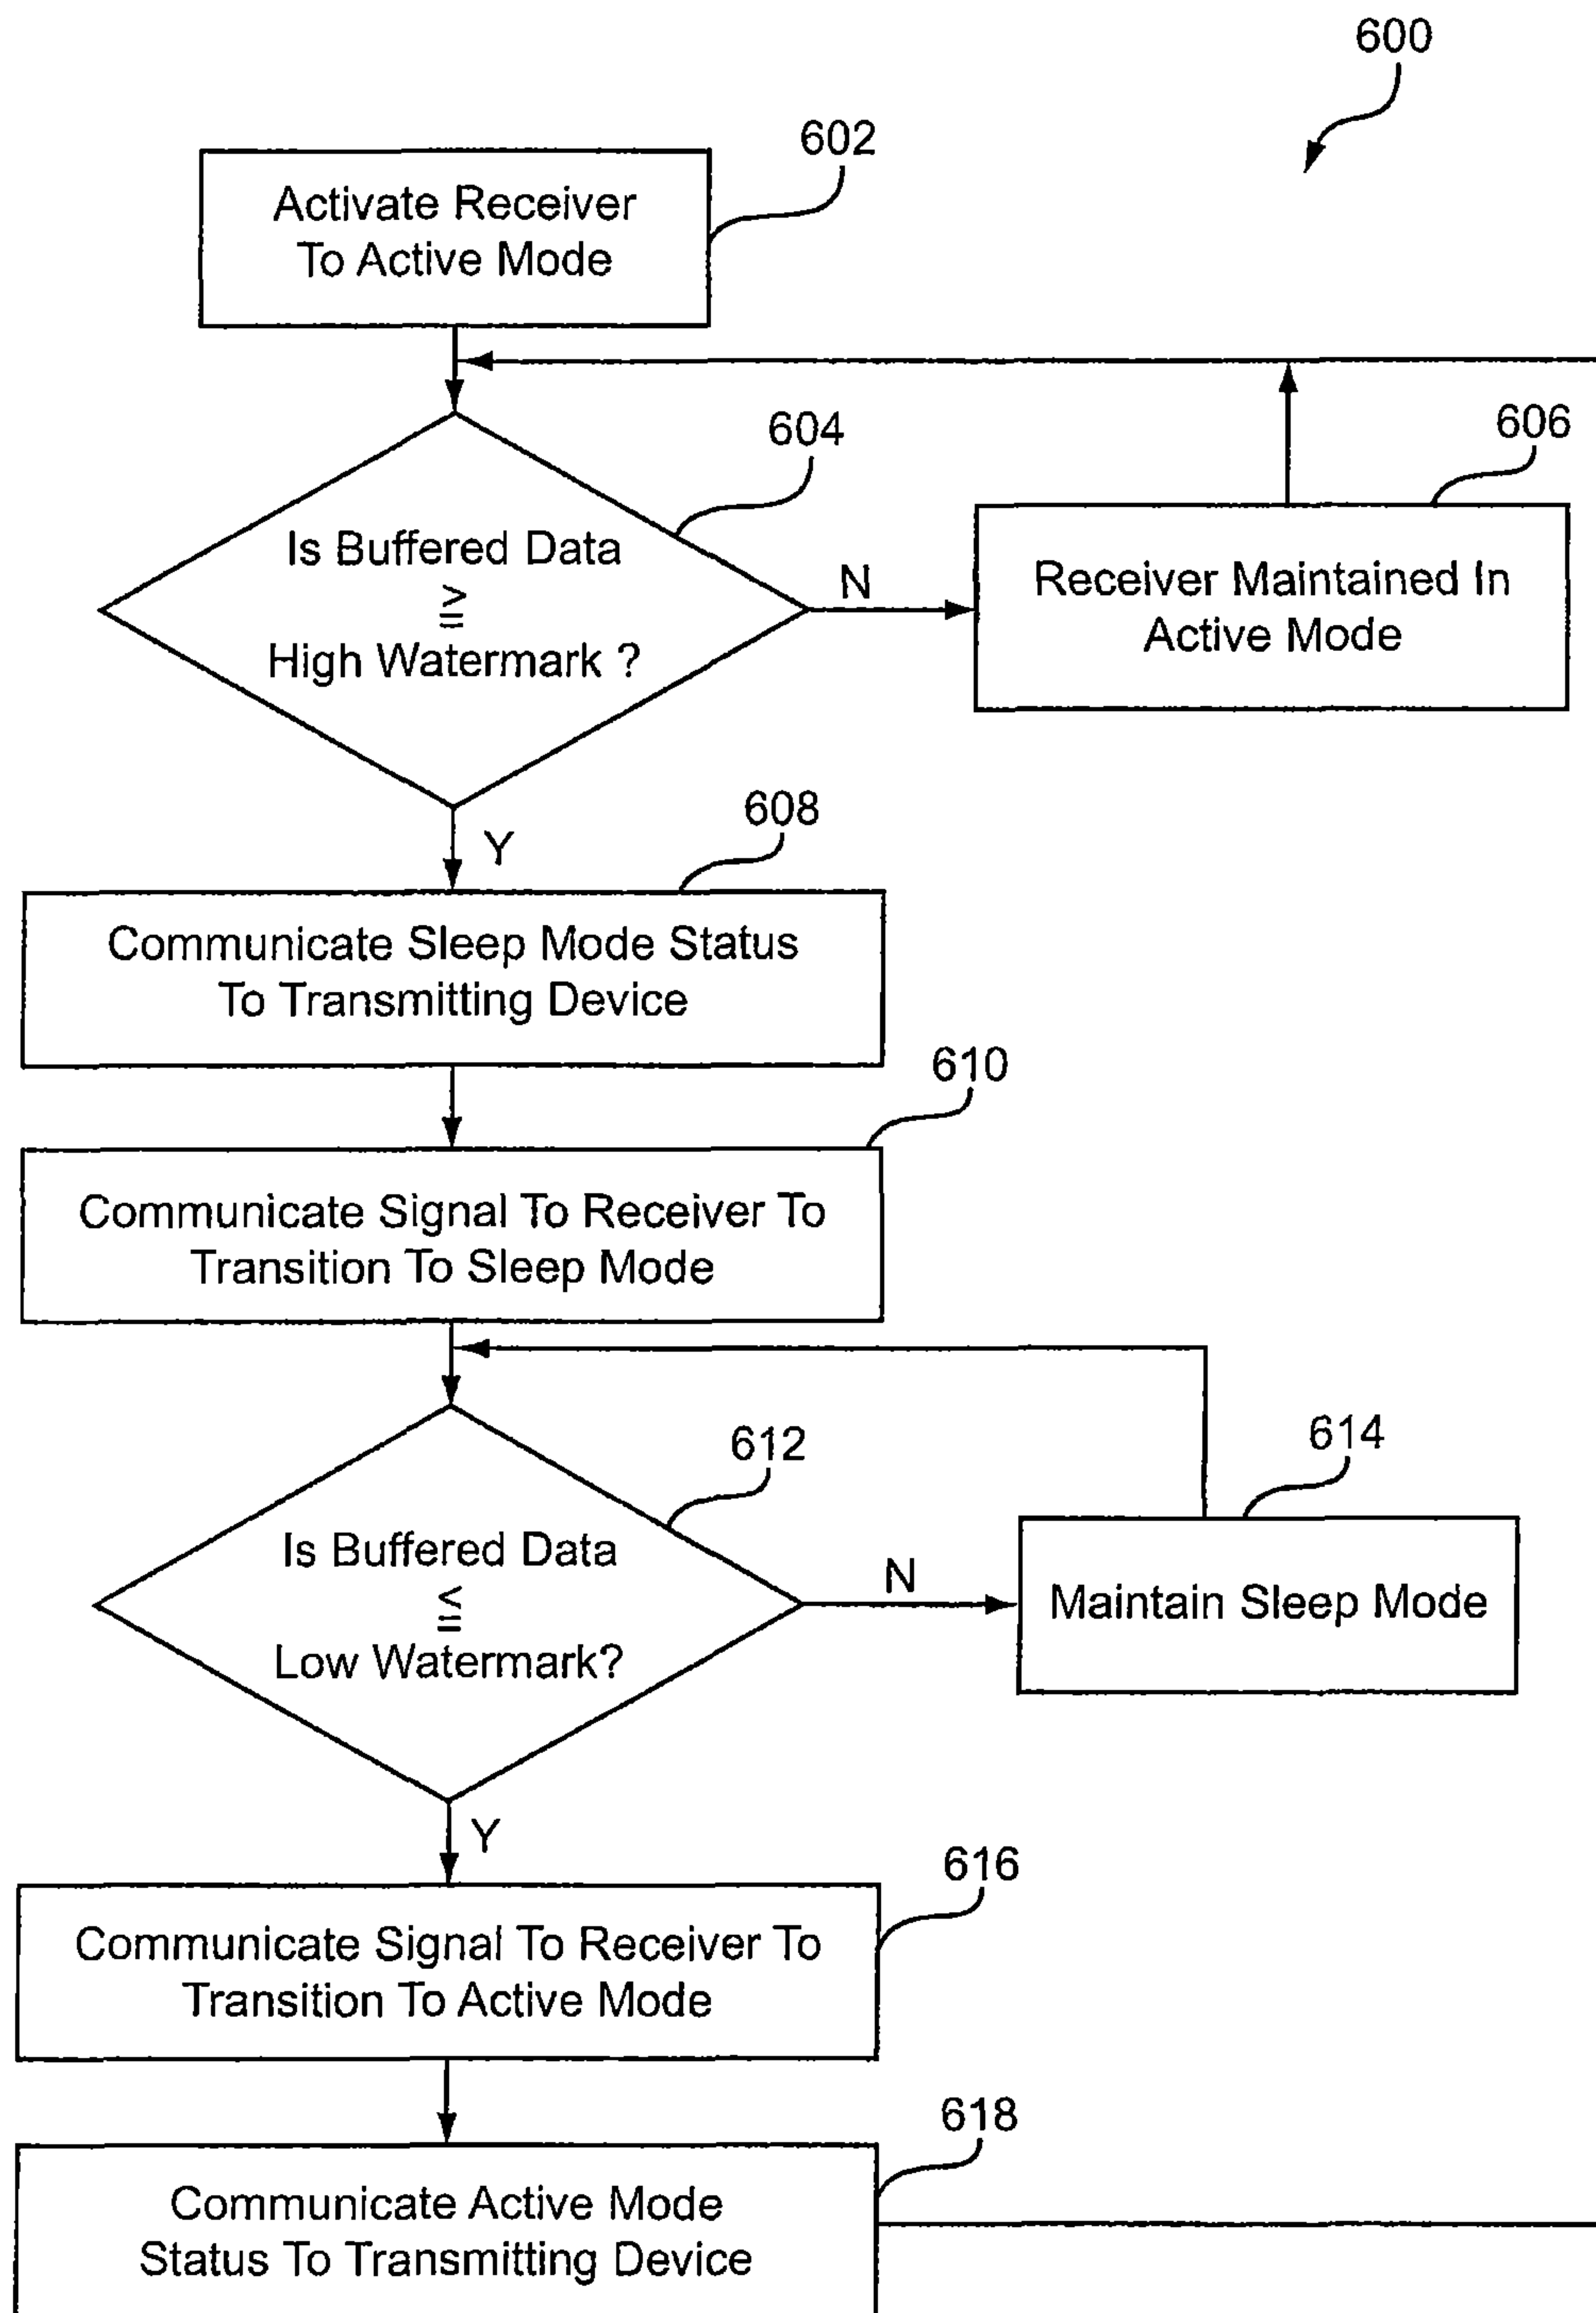 600
602
Activate Receiver
To Active Mode
604
606
Is Buffered Data
≧
High Watermark ?
N
Receiver Maintained In
Active Mode
Y
608
Communicate Sleep Mode Status
To Transmitting Device
610
Communicate Signal To Receiver To
Transition To Sleep Mode
612
614
Is Buffered Data
≦
Low Watermark?
N
Maintain Sleep Mode
Y
616
Communicate Signal To Receiver To
Transition To Active Mode
618
Communicate Active Mode
Status To Transmitting Device